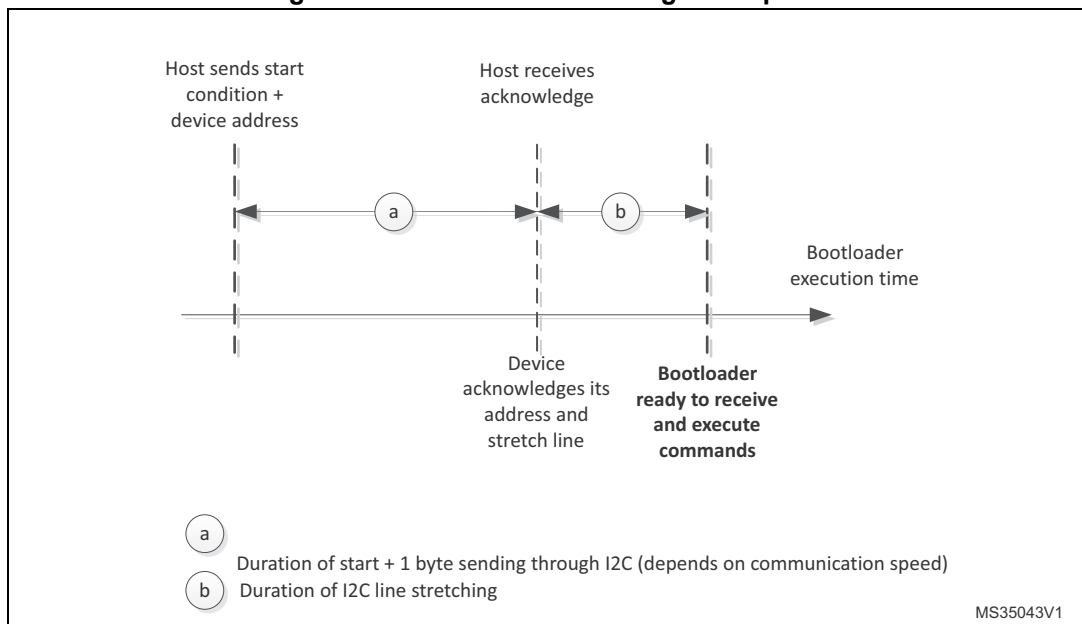 Host sends start
condition +
device address
Host receives
acknowledge
a
b
Bootloader
execution time
Device
acknowledges its
address and
stretch line
Bootloader
ready to receive
and execute
commands
a
Duration of start + 1 byte sending through I2C (depends on communication speed)
b Duration of I2C line stretching
MS35043V1